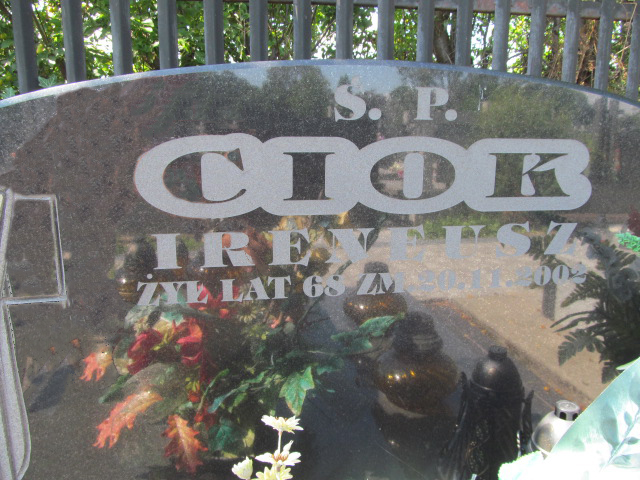 Ś. P.
CIOK
IRENEUSZ
ŻYŁ LAT 68 ZM. 20.11.2002